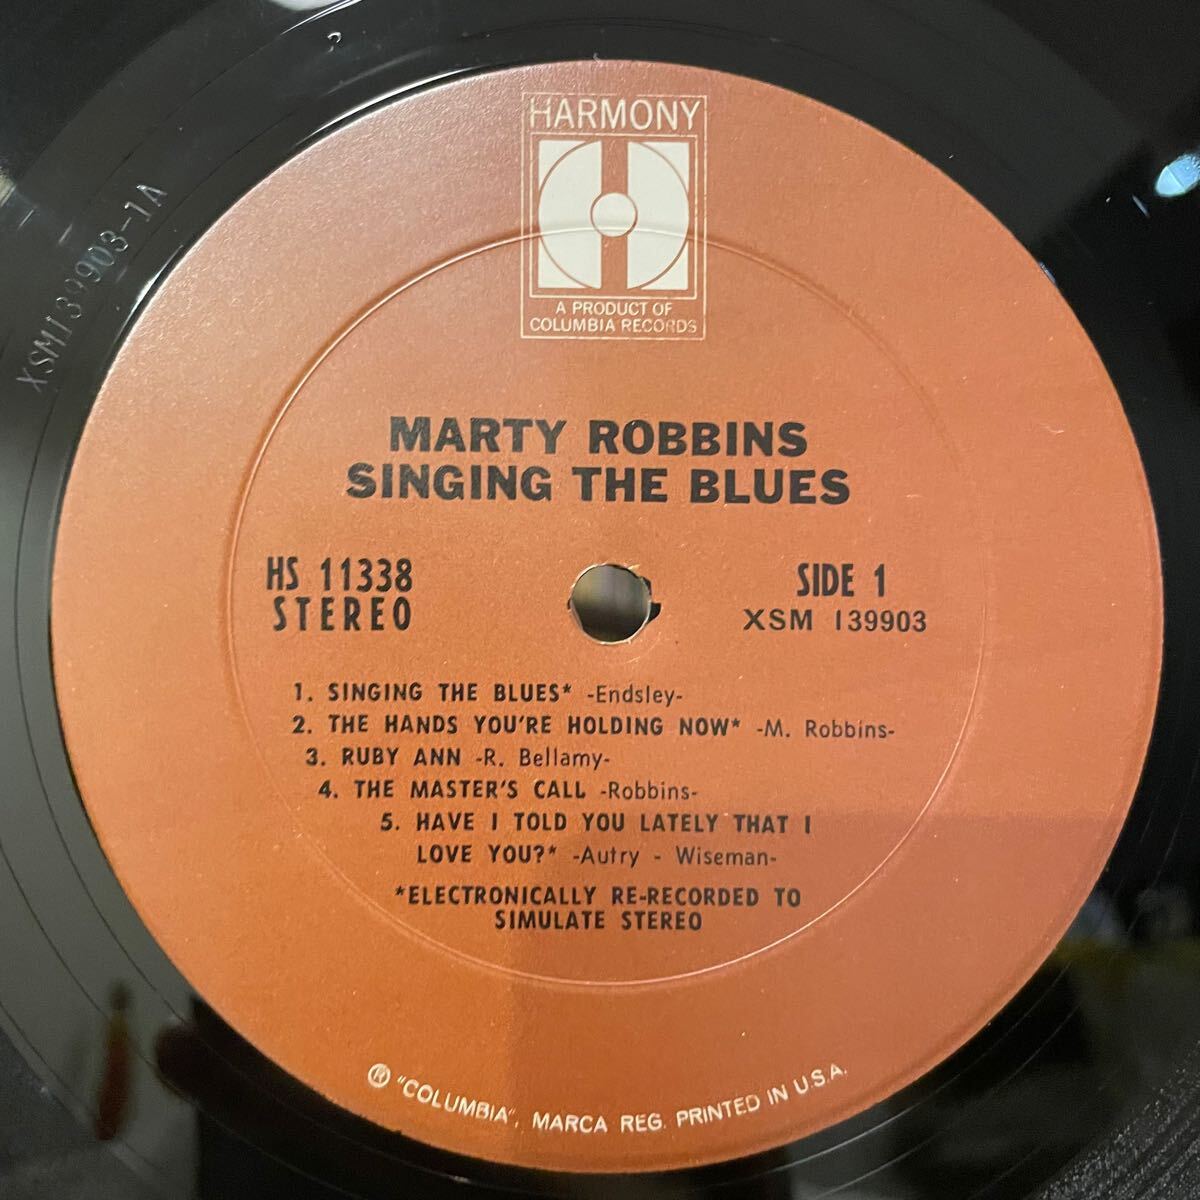 HARMONY
A PRODUCT OF
COLUMBIA RECORDS
XSM139903-1A
MARTY ROBBINS
SINGING THE BLUES
HS 11338
STEREO
SIDE 1
XSM 139903
1. SINGING THE BLUES* -Endsley-
2. THE HANDS YOU'RE HOLDING NOW* -M. Robbins-
3. RUBY ANN -R. Bellamy-
4. THE MASTER'S CALL -Robbins-
5. HAVE I TOLD YOU LATELY THAT I
LOVE YOU?* -Autry - Wiseman-
*ELECTRONICALLY RE-RECORDED TO
SIMULATE STEREO
® "COLUMBIA", MARCA REG. PRINTED IN U.S.A.